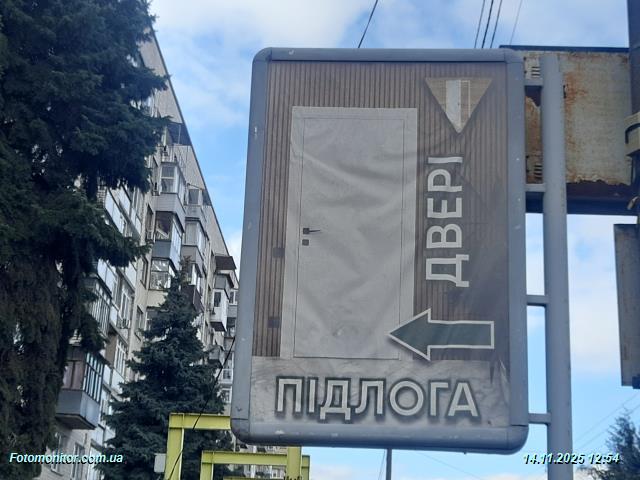 ДВЕРІ
ПІДЛОГА
Fotomonitor.com.ua
14.11.2025 12:54